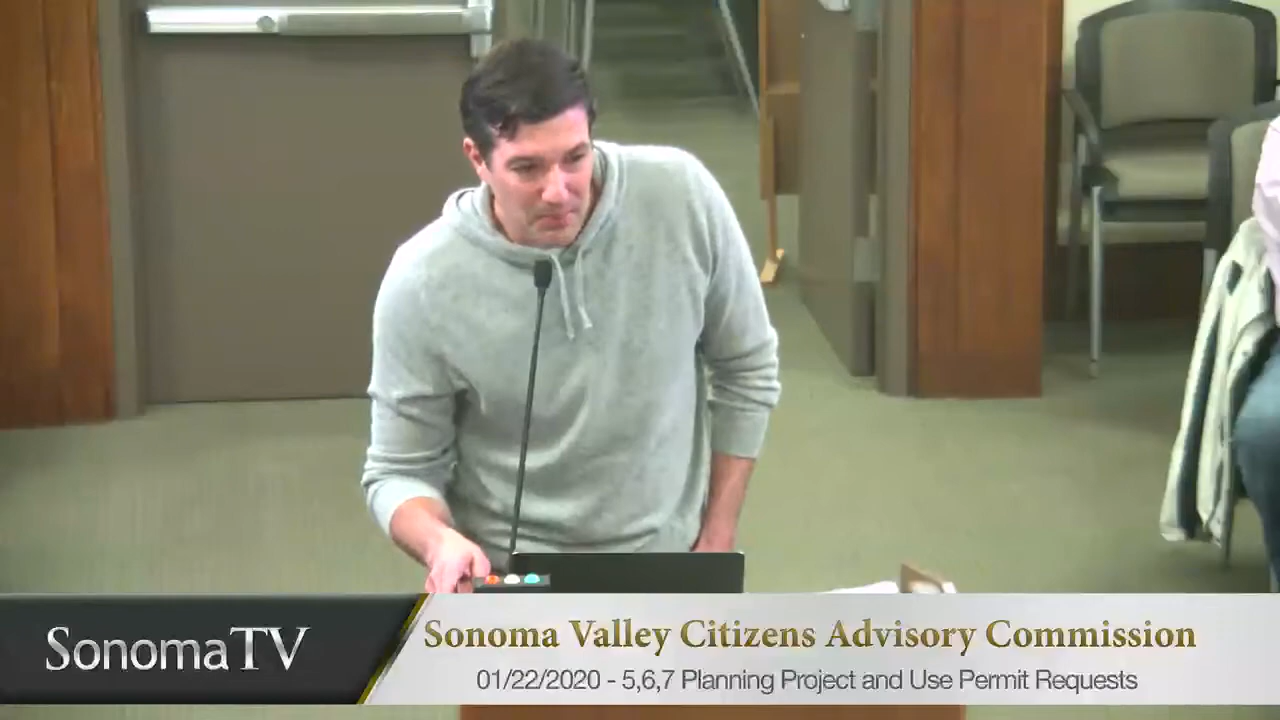 SonomaTV
Sonoma Valley Citizens Advisory Commission
01/22/2020 - 5,6,7 Planning Project and Use Permit Requests